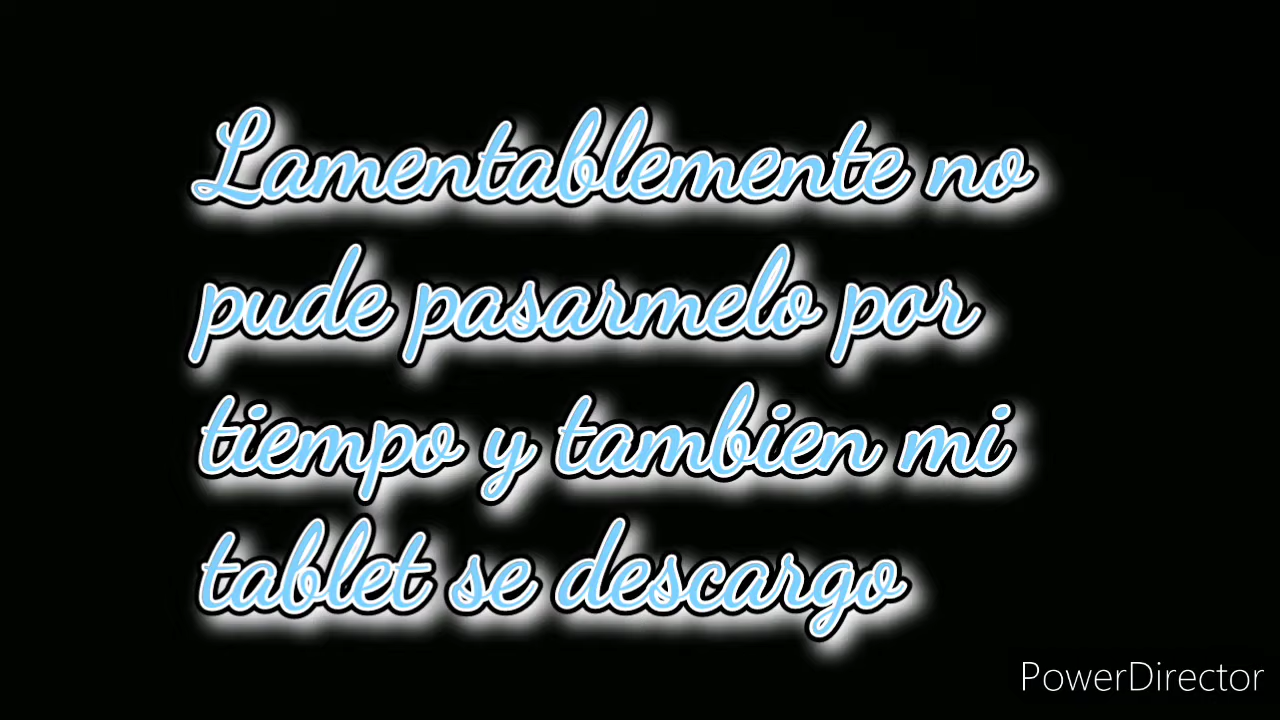 Lamentablemente no
pude pasarmelo por
tiempo y tambien mi
tablet se descargo
PowerDirector